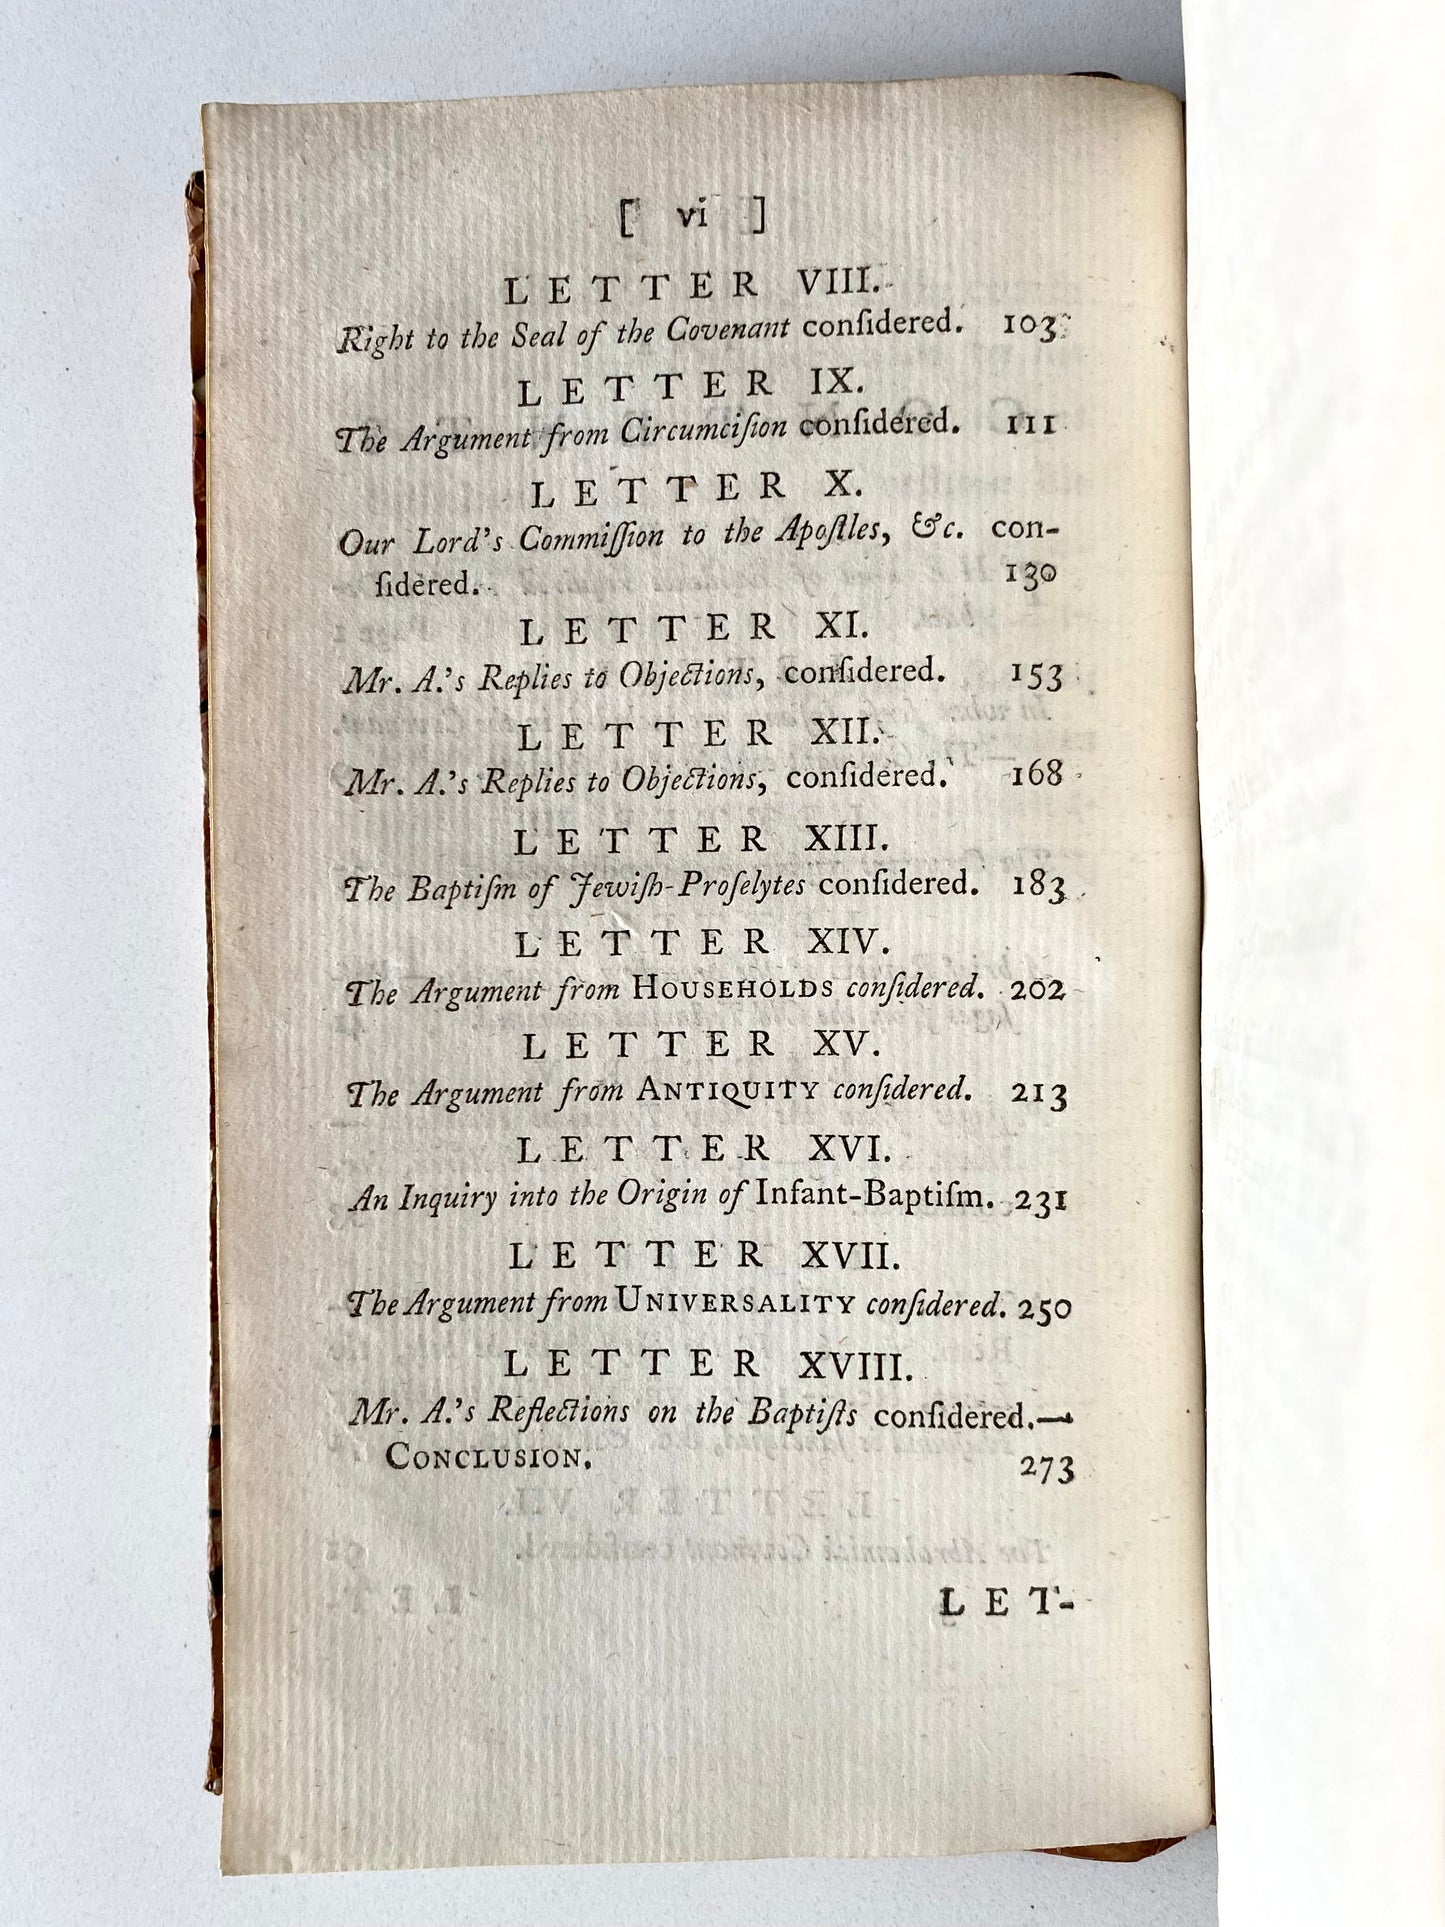 [ vi ]
LETTER VIII.
Right to the Seal of the Covenant conſidered. 103
LETTER IX.
The Argument from Circumciſion conſidered. 111
LETTER X.
Our Lord's Commiſſion to the Apoſtles, &c. con-
ſidered. 130
LETTER XI.
Mr. A.'s Replies to Objections, conſidered. 153
LETTER XII.
Mr. A.'s Replies to Objections, conſidered. 168
LETTER XIII.
The Baptiſm of Jewiſh-Proſelytes conſidered. 183
LETTER XIV.
The Argument from HOUSEHOLDS conſidered. 202
LETTER XV.
The Argument from ANTIQUITY conſidered. 213
LETTER XVI.
An Inquiry into the Origin of Infant-Baptiſm. 231
LETTER XVII.
The Argument from UNIVERSALITY conſidered. 250
LETTER XVIII.
Mr. A.'s Reflections on the Baptiſts conſidered.—
CONCLUSION. 273
LET-